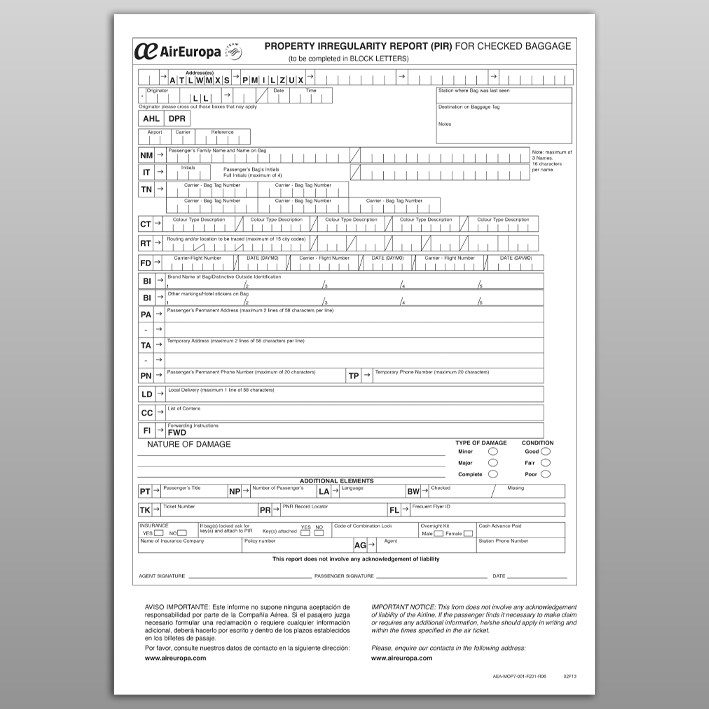 AirEuropa
PROPERTY IRREGULARITY REPORT (PIR) FOR CHECKED BAGGAGE
(to be completed in BLOCK LETTERS)
Address(es)
→ A T L W M X S → P M I L Z U X → → →
Originator Date Time
L L →
Station where Bag was last seen
Originator please cross out those boxes that may apply
Destination on Baggage Tag
AHL DPR
Notes
Airport Carrier Reference
NM → Passenger's Family Name and Name on Bag
Note: maximum of
3 Names.
16 characters
per name
IT → Initials
Passenger's Bag/s Initials
Full Initials (maximum of 4)
TN → Carrier - Bag Tag Number Carrier - Bag Tag Number
Carrier - Bag Tag Number Carrier - Bag Tag Number Carrier - Bag Tag Number
CT → Colour Type Description Colour Type Description Colour Type Description Colour Type Description Colour Type Description
RT → Routing and/or location to be traced (maximum of 15 city codes)
FD → Carrier-Flight Number DATE (DAY/MO) Carrier - Flight Number DATE (DAY/MO) Carrier - Flight Number DATE (DAY/MO)
BI → Brand Name of Bag/Distinctive Outside Identification
1 /2 /3 /4 /5
BI → Other markings/Hotel stickers on Bag
1 /2 /3 /4 /5
PA → Passenger's Permanent Address (maximum 2 lines of 58 characters per line)
- →
TA → Temporary Address (maximum 2 lines of 58 characters per line)
- →
PN → Passenger's Permanent Phone Number (maximum of 20 characters) TP → Temporary Phone Number (maximum of 20 characters)
LD → Local Delivery (maximum 1 line of 58 characters)
CC → List of Contens
FI → Forwarding Instructions
FWD
NATURE OF DAMAGE TYPE OF DAMAGE CONDITION
Minor Good
Major Fair
Complete Poor
ADDITIONAL ELEMENTS
PT → Passenger's Title NP → Number of Passenger's LA → Language BW → Checked / Missing
TK → Ticket Number PR → PNR Record Locator FL → Frequent Flyer ID
INSURANCE If bag(s) locked ask for YES NO Code of Combination Lock Overnight Kit Cash Advance Paid
YES NO key(s) and attach to PIR Key(s) attached Male Female
Name of Insurance Company Policy number AG → Agent Station Phone Number
This report does not involve any acknowledgement of liability
AGENT SIGNATURE PASSENGER SIGNATURE DATE
AVISO IMPORTANTE: Este informe no supone ninguna aceptación de
responsabilidad por parte de la Compañía Aérea. Si el pasajero juzga
necesario formular una reclamación o requiere cualquier información
adicional, deberá hacerlo por escrito y dentro de los plazos establecidos
en los billetes de pasaje.
Por favor, consulte nuestros datos de contacto en la siguiente dirección:
www.aireuropa.com
IMPORTANT NOTICE: This from does not involve any acknowledgement
of liability of the Airline. If the passenger finds it necessary to make claim
or requires any additional information, he/she should apply in writing and
within the times specified in the air ticket.
Please, enquire our contacts in the following address:
www.aireuropa.com